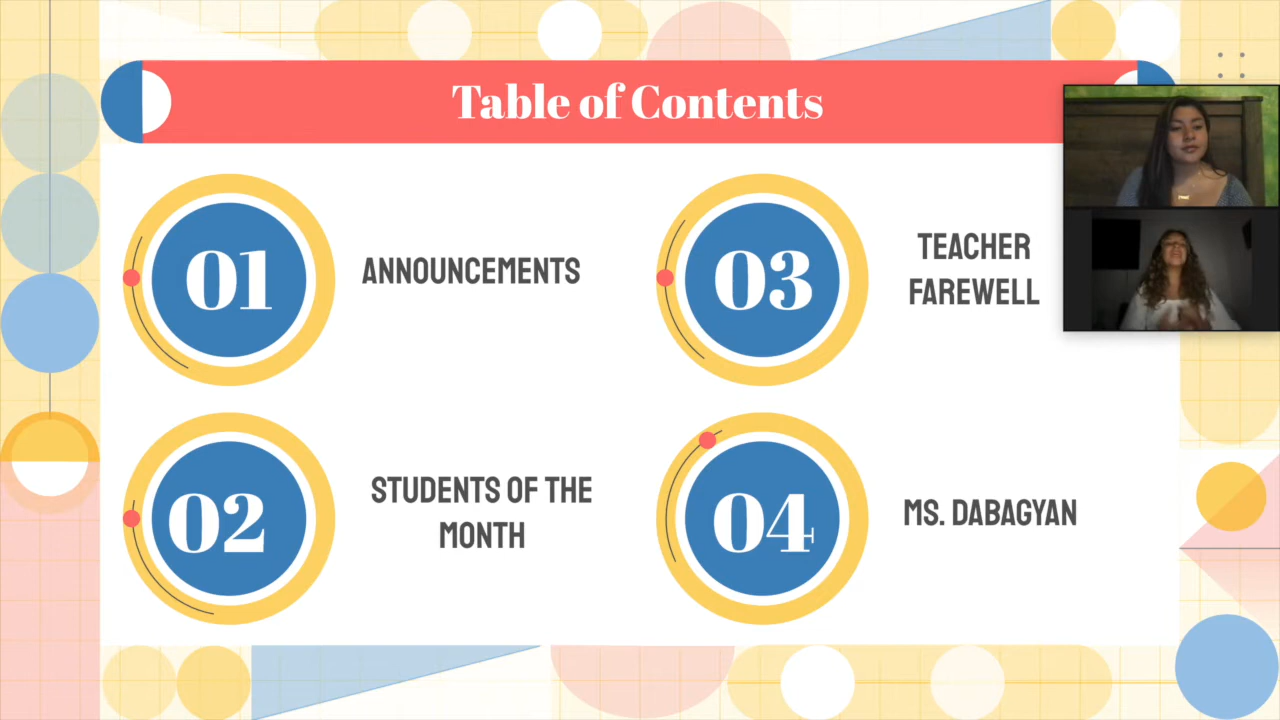 Table of Contents
01
ANNOUNCEMENTS
02
STUDENTS OF THE
MONTH
03
TEACHER
FAREWELL
04
MS. DABAGYAN